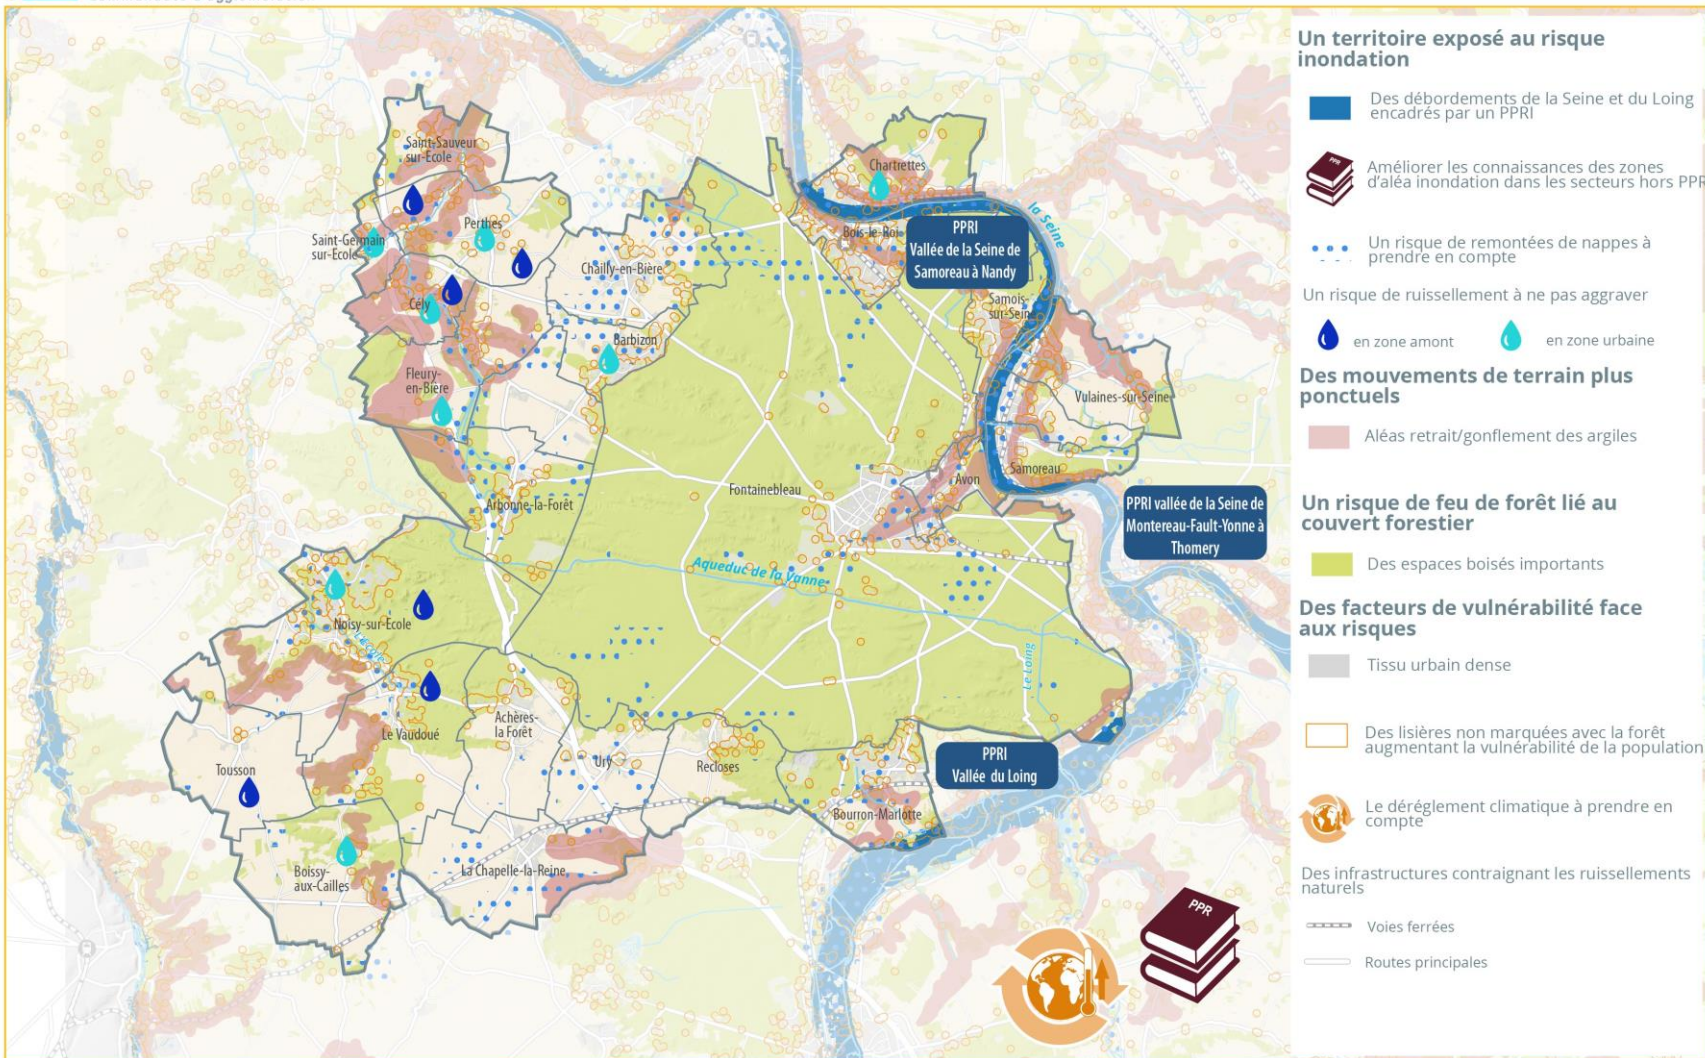 Saint-Sauveur
sur-Ecole
Perthes
Saint-Germain
sur-Ecole
Cély
Chailly-en-Bière
Barbizon
Fleury-
en-Bière
Arbonne-la-Forêt
Chartrettes
Bois-le-Roi
la Seine
PPRI
Vallée de la Seine de
Samoreau à Nandy
Samois-
sur-Seine
Vulaines-sur-Seine
Samoreau
Avon
Fontainebleau
PPRI vallée de la Seine de
Montereau-Fault-Yonne à
Thomery
Aqueduc de la Vanne
Le Loing
Noisy-sur-Ecole
L'école
Le Vaudoué
Achères-
la Forêt
Tousson
Ury
Recloses
PPRI
Vallée du Loing
Bourron-Marlotte
Boissy-
aux-Cailles
La Chapelle-la-Reine
PPR
Un territoire exposé au risque
inondation
Des débordements de la Seine et du Loing
encadrés par un PPRI
PPR
Améliorer les connaissances des zones
d'aléa inondation dans les secteurs hors PPR
Un risque de remontées de nappes à
prendre en compte
Un risque de ruissellement à ne pas aggraver
en zone amont
en zone urbaine
Des mouvements de terrain plus
ponctuels
Aléas retrait/gonflement des argiles
Un risque de feu de forêt lié au
couvert forestier
Des espaces boisés importants
Des facteurs de vulnérabilité face
aux risques
Tissu urbain dense
Des lisières non marquées avec la forêt
augmentant la vulnérabilité de la population
Le déréglement climatique à prendre en
compte
Des infrastructures contraignant les ruissellements
naturels
Voies ferrées
Routes principales